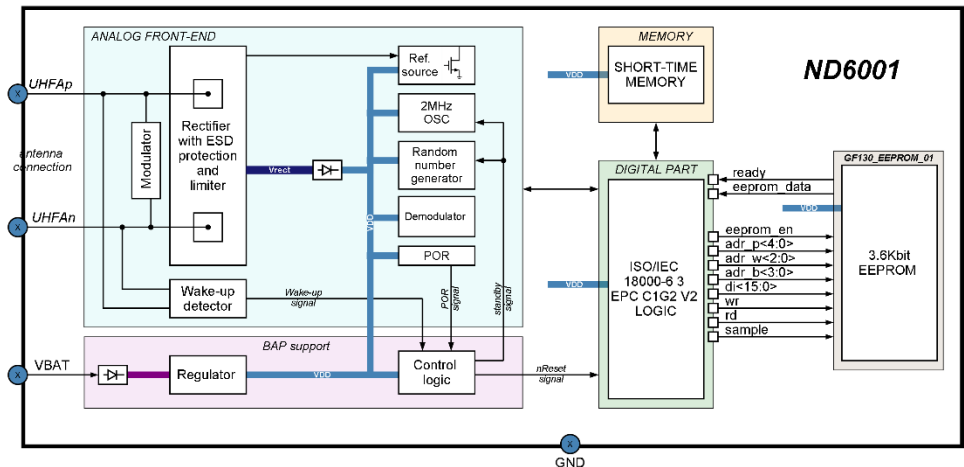 ANALOG FRONT-END
MEMORY
ND6001
UHFAp
antenna
connection
UHFAn
Modulator
Rectifier
with ESD
protection
and
limiter
Vrect
Ref.
source
2MHz
OSC
Random
number
generator
Demodulator
POR
VDD
Wake-up
detector
Wake-up
signal
POR
signal
standby
signal
VDD
SHORT-TIME
MEMORY
DIGITAL PART
VDD
ISO/IEC
18000-6 3
EPC C1G2 V2
LOGIC
ready
eeprom_data
eeprom_en
adr_p<4:0>
adr_w<2:0>
adr_b<3:0>
di<15:0>
wr
rd
sample
GF130_EEPROM_01
VDD
3.6Kbit
EEPROM
BAP support
VBAT
Regulator
VDD
Control
logic
nReset
signal
X
X
X
X
GND